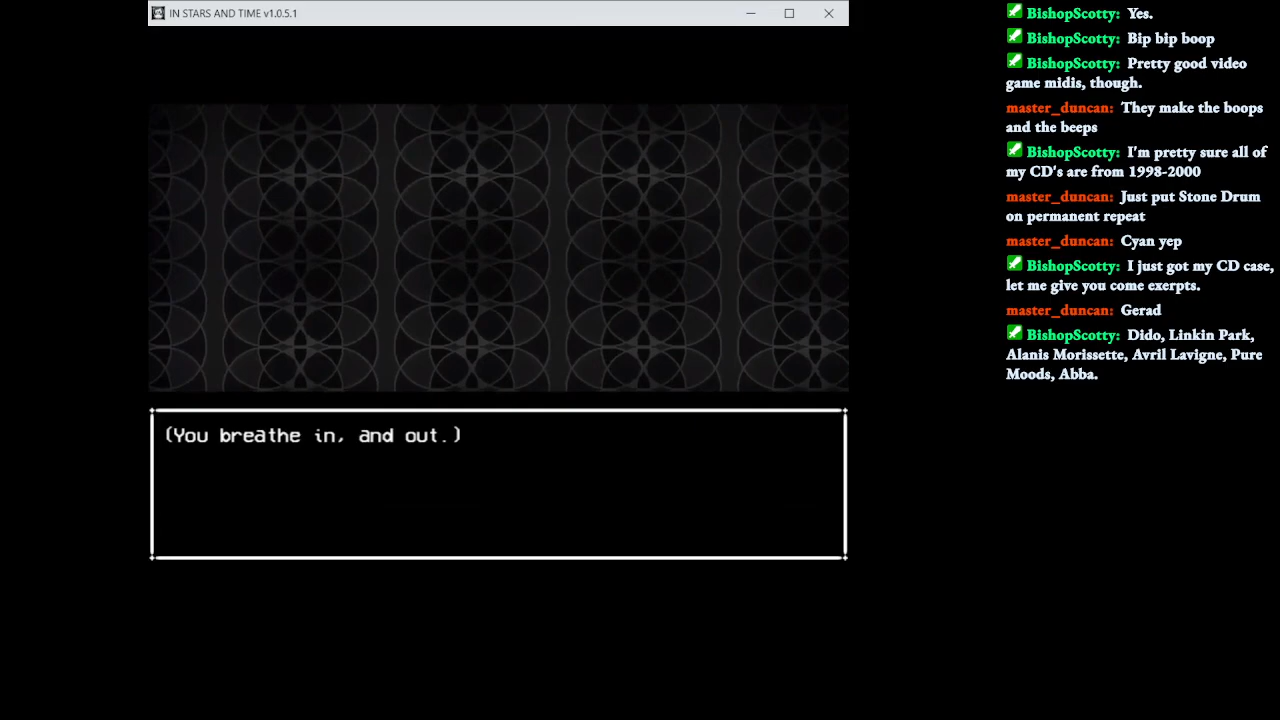 IN STARS AND TIME v1.0.5.1
(You breathe in, and out.)
BishopScotty: Yes.
BishopScotty: Bip bip boop
BishopScotty: Pretty good video
game midis, though.
master_duncan: They make the boops
and the beeps
BishopScotty: I'm pretty sure all of
my CD's are from 1998-2000
master_duncan: Just put Stone Drum
on permanent repeat
master_duncan: Cyan yep
BishopScotty: I just got my CD case,
let me give you come exerpts.
master_duncan: Gerad
BishopScotty: Dido, Linkin Park,
Alanis Morissette, Avril Lavigne, Pure
Moods, Abba.